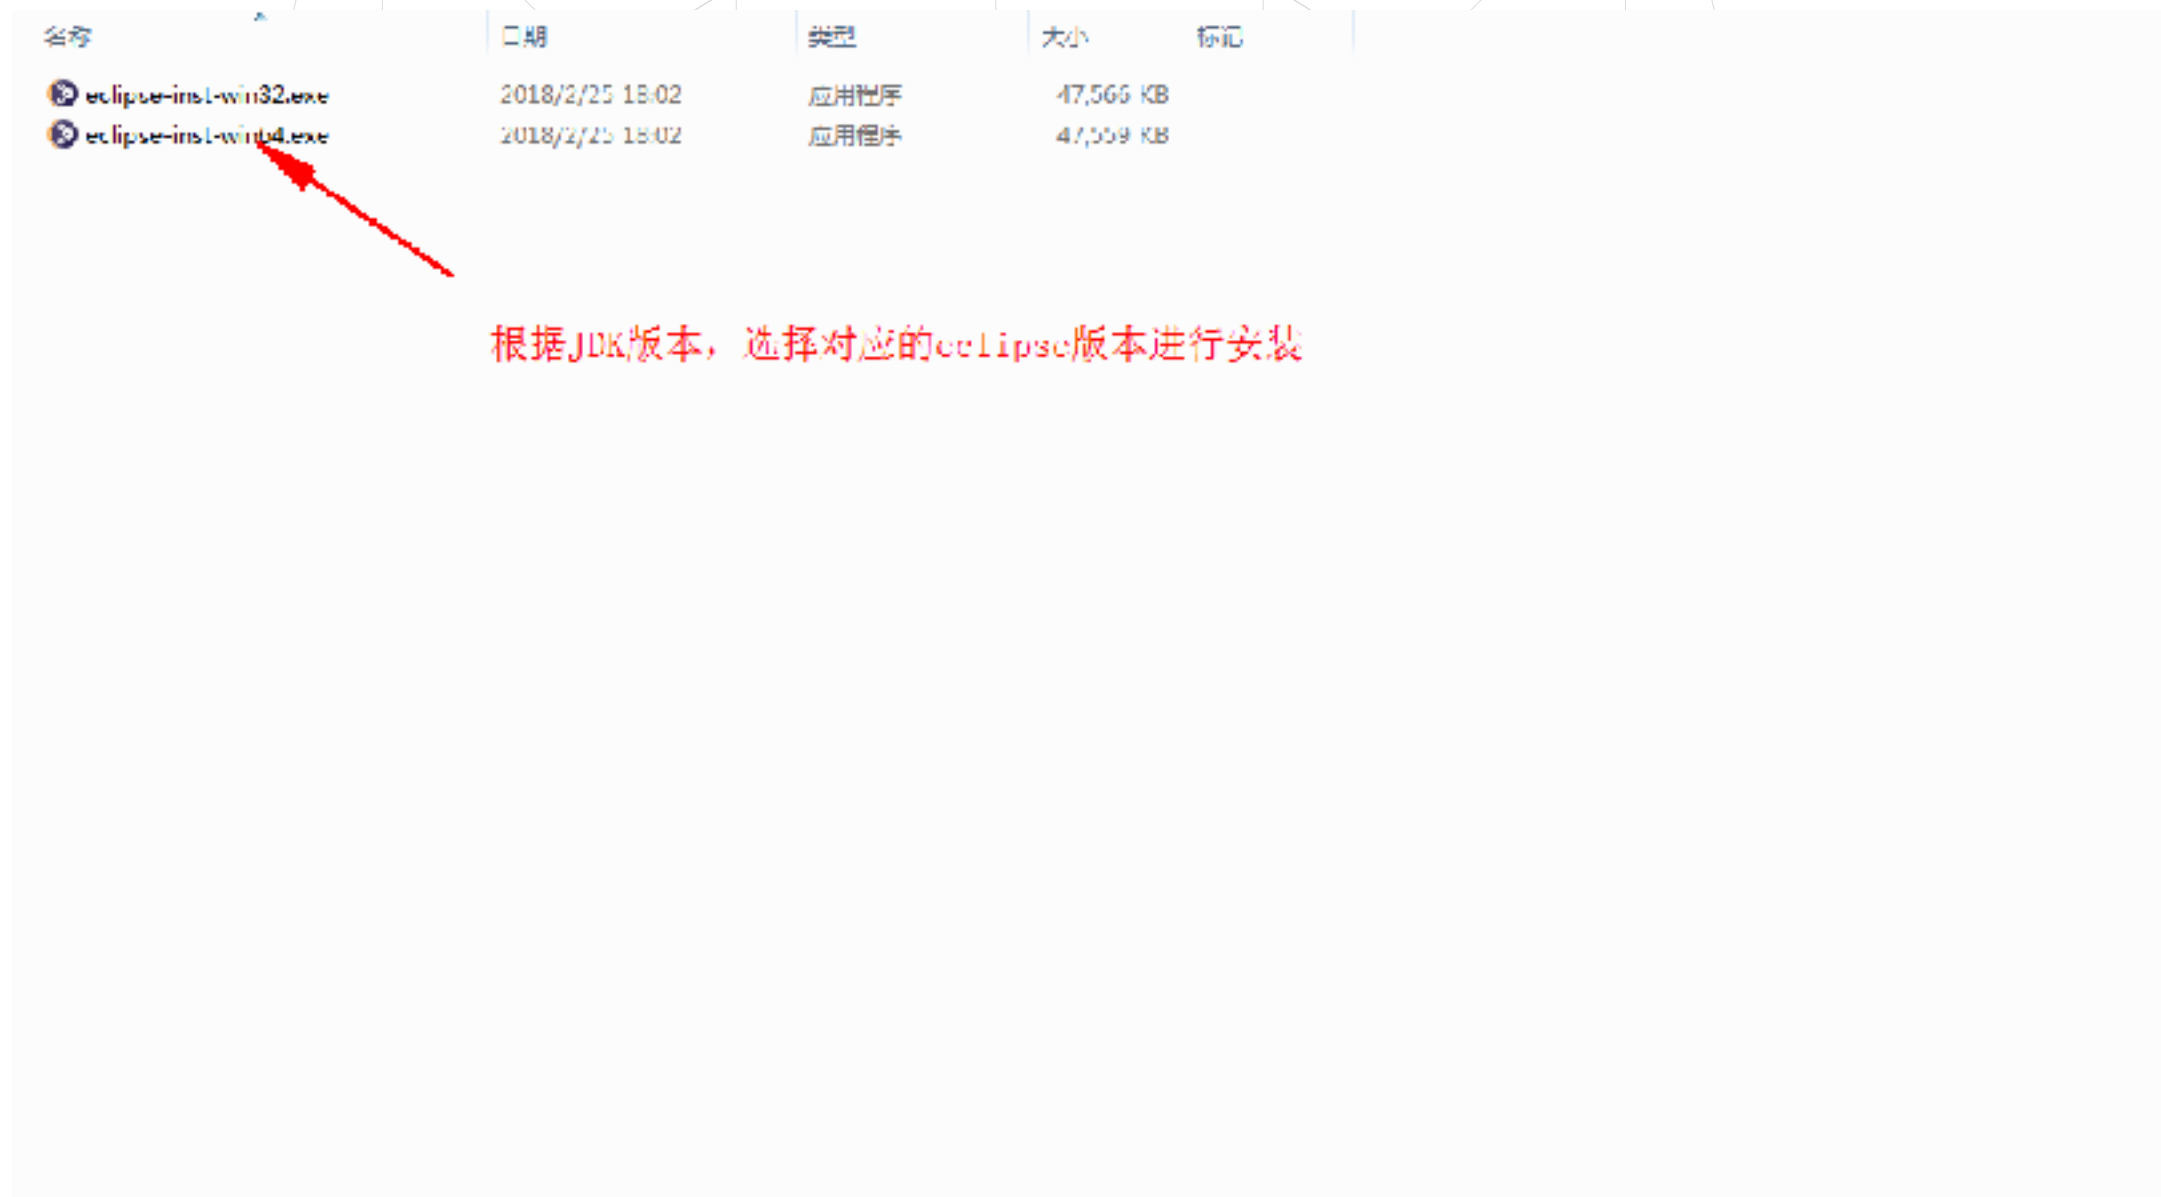 名称 日期 类型 大小 标记
eclipse-inst-win32.exe 2018/2/25 18:02 应用程序 47,566 KB
eclipse-inst-win64.exe 2018/2/25 18:02 应用程序 47,559 KB
根据JDK版本，选择对应的eclipse版本进行安装